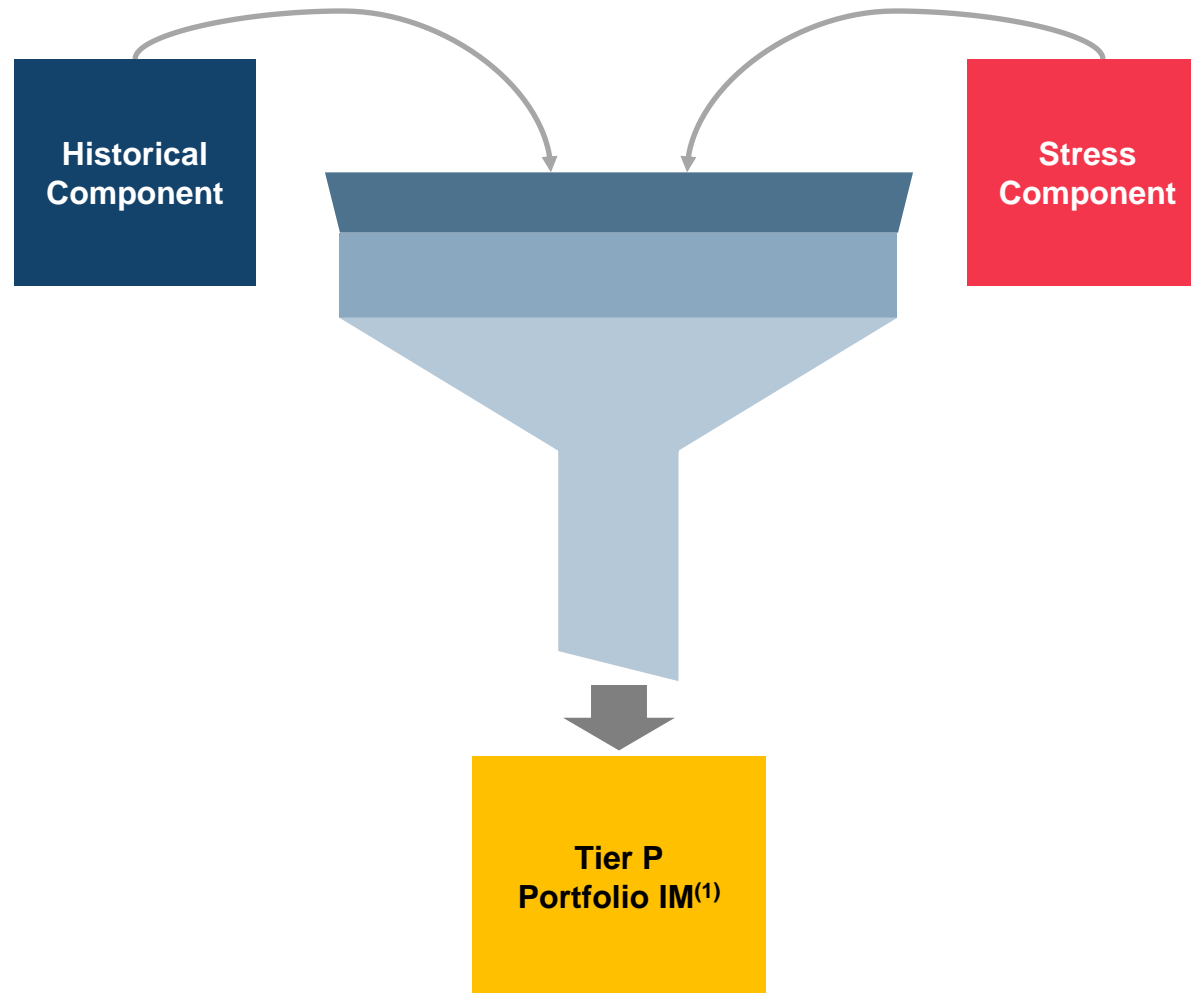 Historical
Component
Stress
Component
Tier P
Portfolio IM(1)